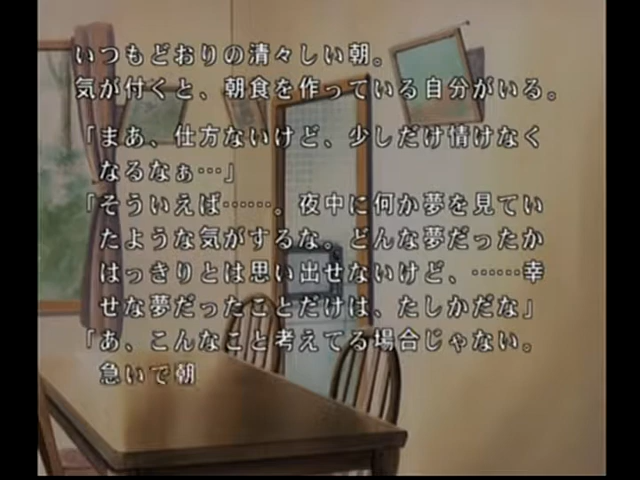 いつもどおりの清々しい朝。
気が付くと、朝食を作っている自分がいる。
「まあ、仕方ないけど、少しだけ情けなく
なるなぁ…」
「そういえば……。夜中に何か夢を見てい
たような気がするな。どんな夢だったか
はっきりとは思い出せないけど、……幸
せな夢だったことだけは、たしかだな」
「あ、こんなこと考えてる場合じゃない。
急いで朝